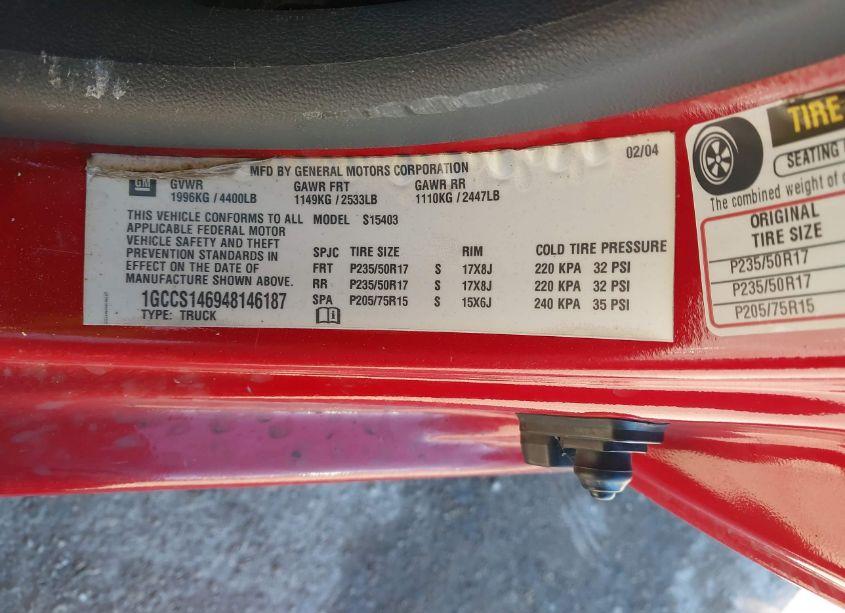 MFD BY GENERAL MOTORS CORPORATION 02/04
GM GVWR GAWR FRT GAWR RR
1996KG / 4400LB 1149KG / 2533LB 1110KG / 2447LB
THIS VEHICLE CONFORMS TO ALL
APPLICABLE FEDERAL MOTOR
VEHICLE SAFETY AND THEFT
PREVENTION STANDARDS IN
EFFECT ON THE DATE OF
MANUFACTURE SHOWN ABOVE.
1GCCS146948146187
TYPE: TRUCK
MODEL S15403
SPJC TIRE SIZE RIM COLD TIRE PRESSURE
FRT P235/50R17 S 17X8J 220 KPA 32 PSI
RR P235/50R17 S 17X8J 220 KPA 32 PSI
SPA P205/75R15 S 15X6J 240 KPA 35 PSI
TIRE
SEATING
The combined weight of
ORIGINAL
TIRE SIZE
P235/50R17
P235/50R17
P205/75R15